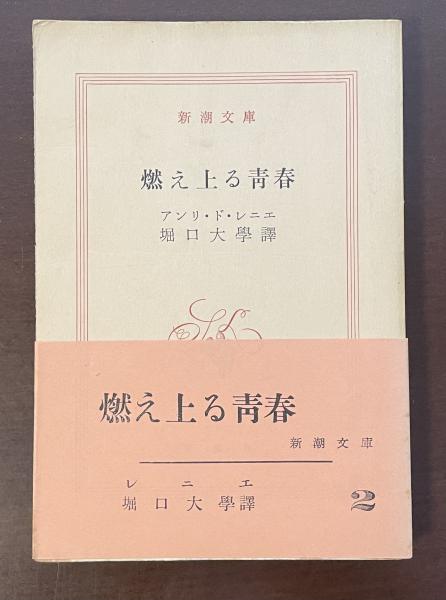 新潮文庫
燃え上る靑春
アンリ・ド・レニエ
堀口大學譯
燃え上る靑春
新潮文庫
レニエ
堀口大學譯
2